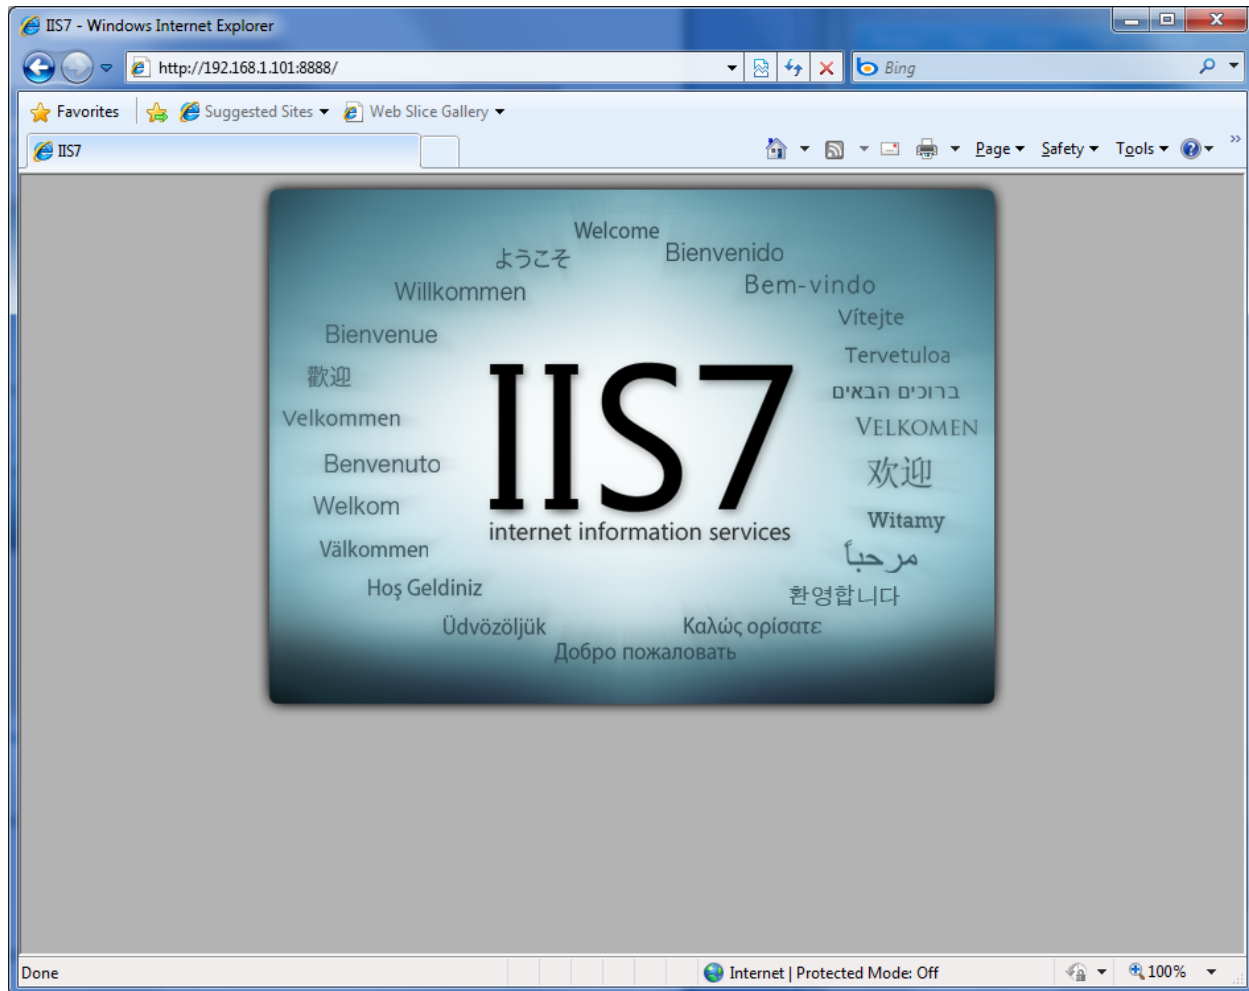 IIS7 - Windows Internet Explorer
http://192.168.1.101:8888/
Bing
Favorites
Suggested Sites
Web Slice Gallery
IIS7
Page
Safety
Tools
»
Welcome
ようこそ
Bienvenido
Willkommen
Bem-vindo
Bienvenue
Vítejte
歡迎
Tervetuloa
ברוכים הבאים
Velkommen
VELKOMEN
Benvenuto
欢迎
Welkom
Witamy
Välkommen
مرحباً
Hoş Geldiniz
환영합니다
Üdvözöljük
Καλώς ορίσατε
Добро пожаловать
IIS7
internet information services
Done
Internet | Protected Mode: Off
100%